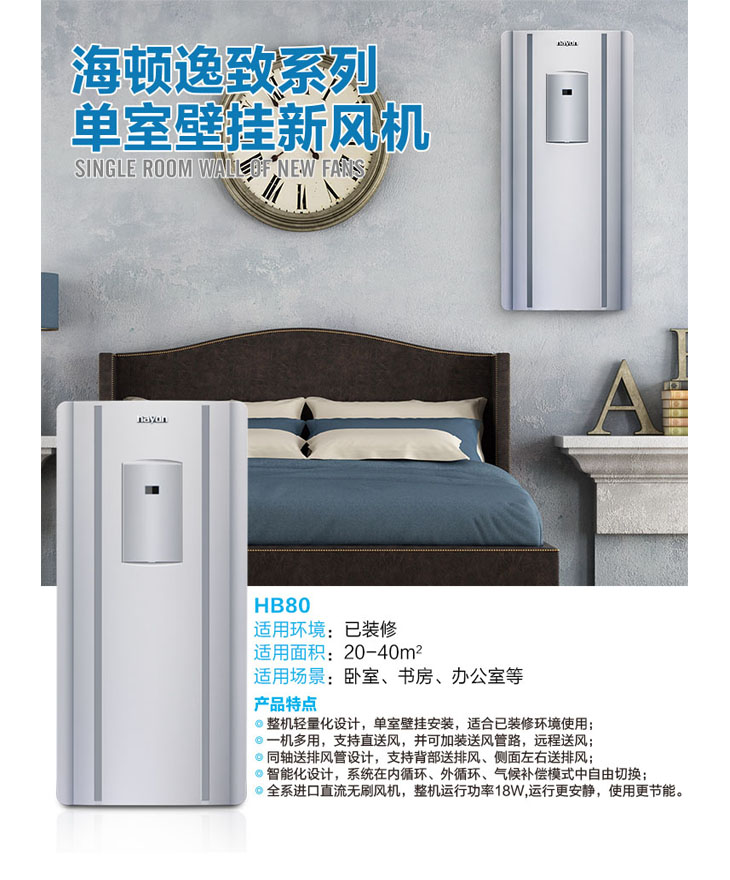 海顿逸致系列
单室壁挂新风机
SINGLE ROOM WALL OF NEW FANS
nayon
A
nayon
HB80
适用环境：已装修
适用面积：20-40m²
适用场景：卧室、书房、办公室等
产品特点
整机轻量化设计，单室壁挂安装，适合已装修环境使用；
一机多用，支持直送风，并可加装送风管路，远程送风；
同轴送排风管设计，支持背部送排风、侧面左右送排风；
智能化设计，系统在内循环、外循环、气候补偿模式中自由切换；
全系进口直流无刷风机，整机运行功率18W,运行更安静，使用更节能。